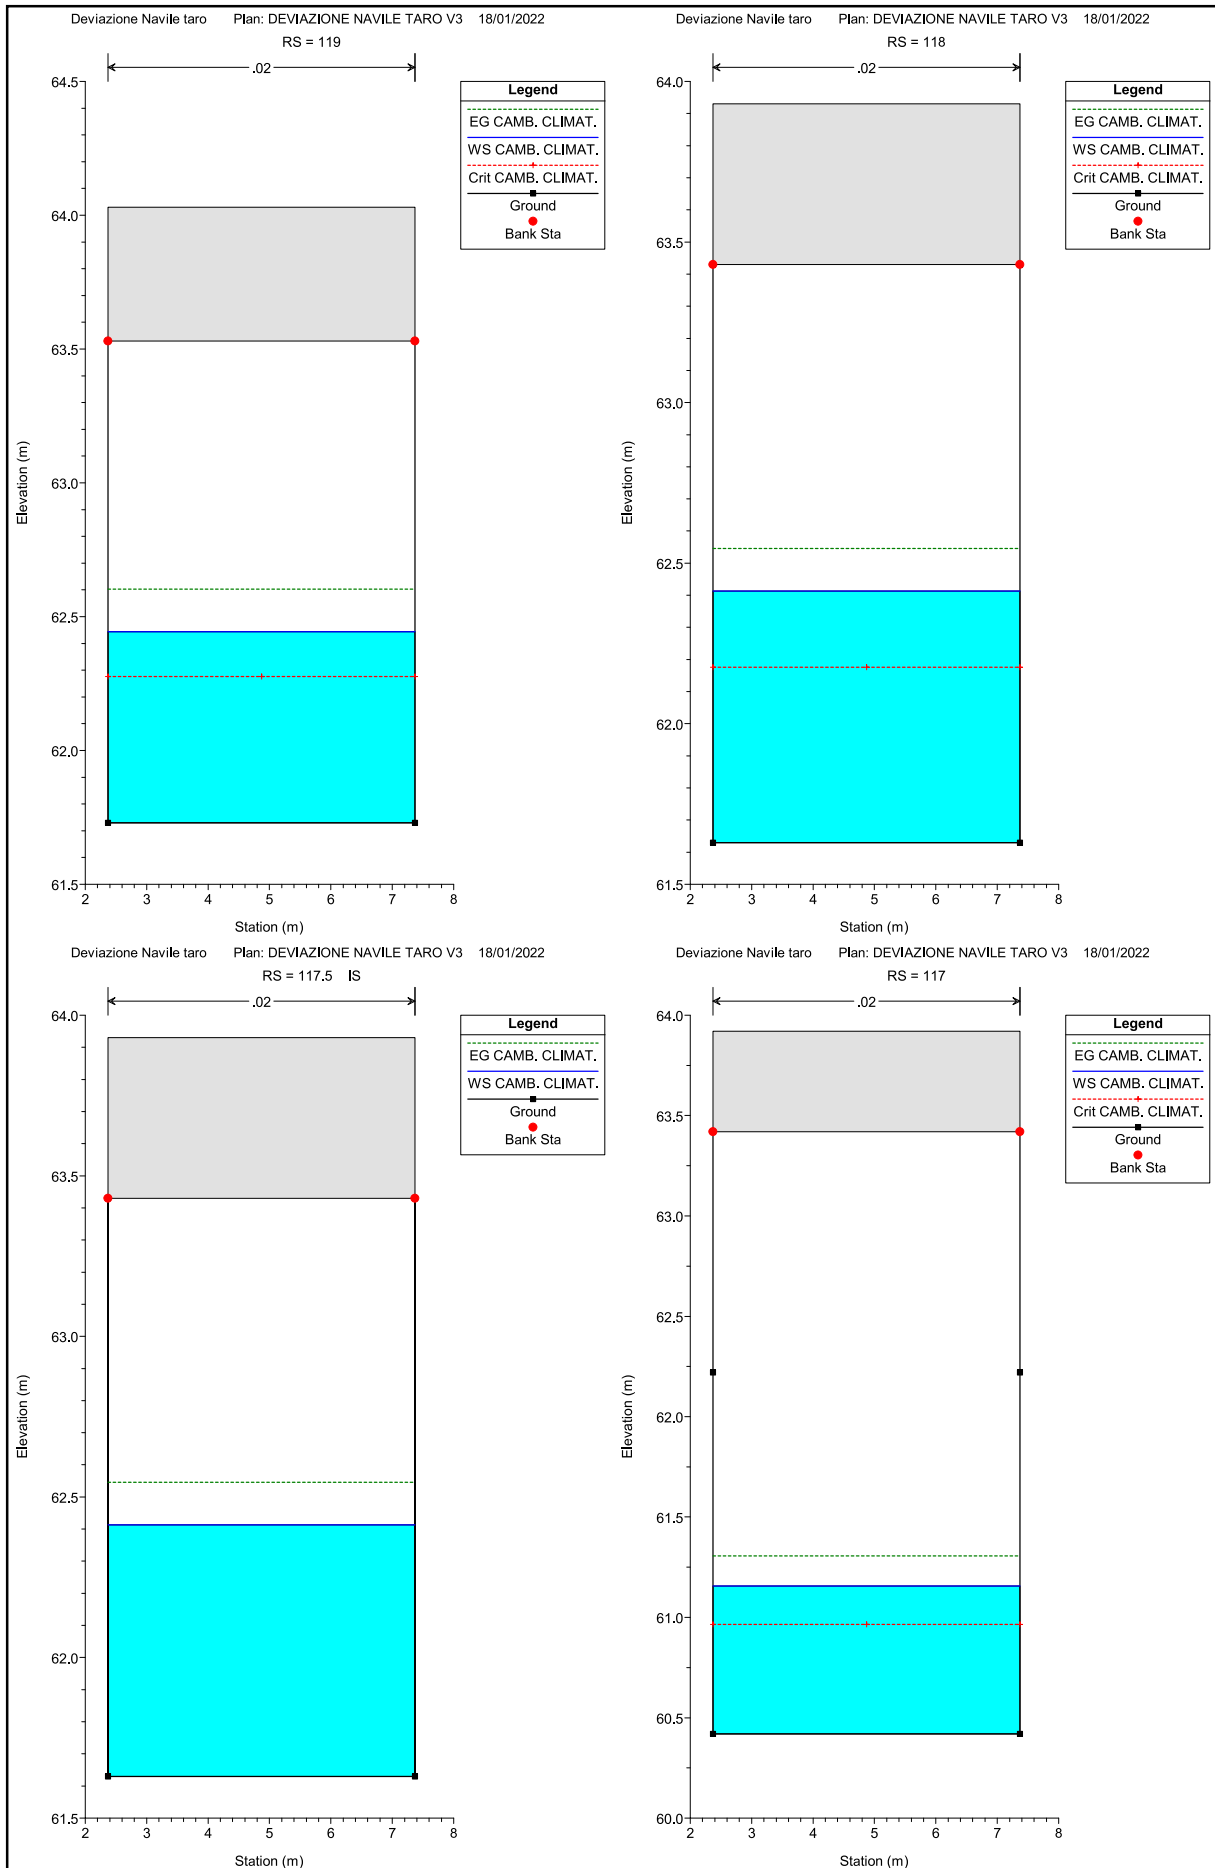 Deviazione Navile taro Plan: DEVIAZIONE NAVILE TARO V3 18/01/2022
RS = 119
.02
64.5
64.0
63.5
63.0
62.5
62.0
61.5
Elevation (m)
2 3 4 5 6 7 8
Station (m)
Legend
EG CAMB. CLIMAT.
WS CAMB. CLIMAT.
Crit CAMB. CLIMAT.
Ground
Bank Sta
Deviazione Navile taro Plan: DEVIAZIONE NAVILE TARO V3 18/01/2022
RS = 118
.02
64.0
63.5
63.0
62.5
62.0
61.5
Elevation (m)
2 3 4 5 6 7 8
Station (m)
Legend
EG CAMB. CLIMAT.
WS CAMB. CLIMAT.
Crit CAMB. CLIMAT.
Ground
Bank Sta
Deviazione Navile taro Plan: DEVIAZIONE NAVILE TARO V3 18/01/2022
RS = 117.5 IS
.02
64.0
63.5
63.0
62.5
62.0
61.5
Elevation (m)
2 3 4 5 6 7 8
Station (m)
Legend
EG CAMB. CLIMAT.
WS CAMB. CLIMAT.
Ground
Bank Sta
Deviazione Navile taro Plan: DEVIAZIONE NAVILE TARO V3 18/01/2022
RS = 117
.02
64.0
63.5
63.0
62.5
62.0
61.5
61.0
60.5
60.0
Elevation (m)
2 3 4 5 6 7 8
Station (m)
Legend
EG CAMB. CLIMAT.
WS CAMB. CLIMAT.
Crit CAMB. CLIMAT.
Ground
Bank Sta